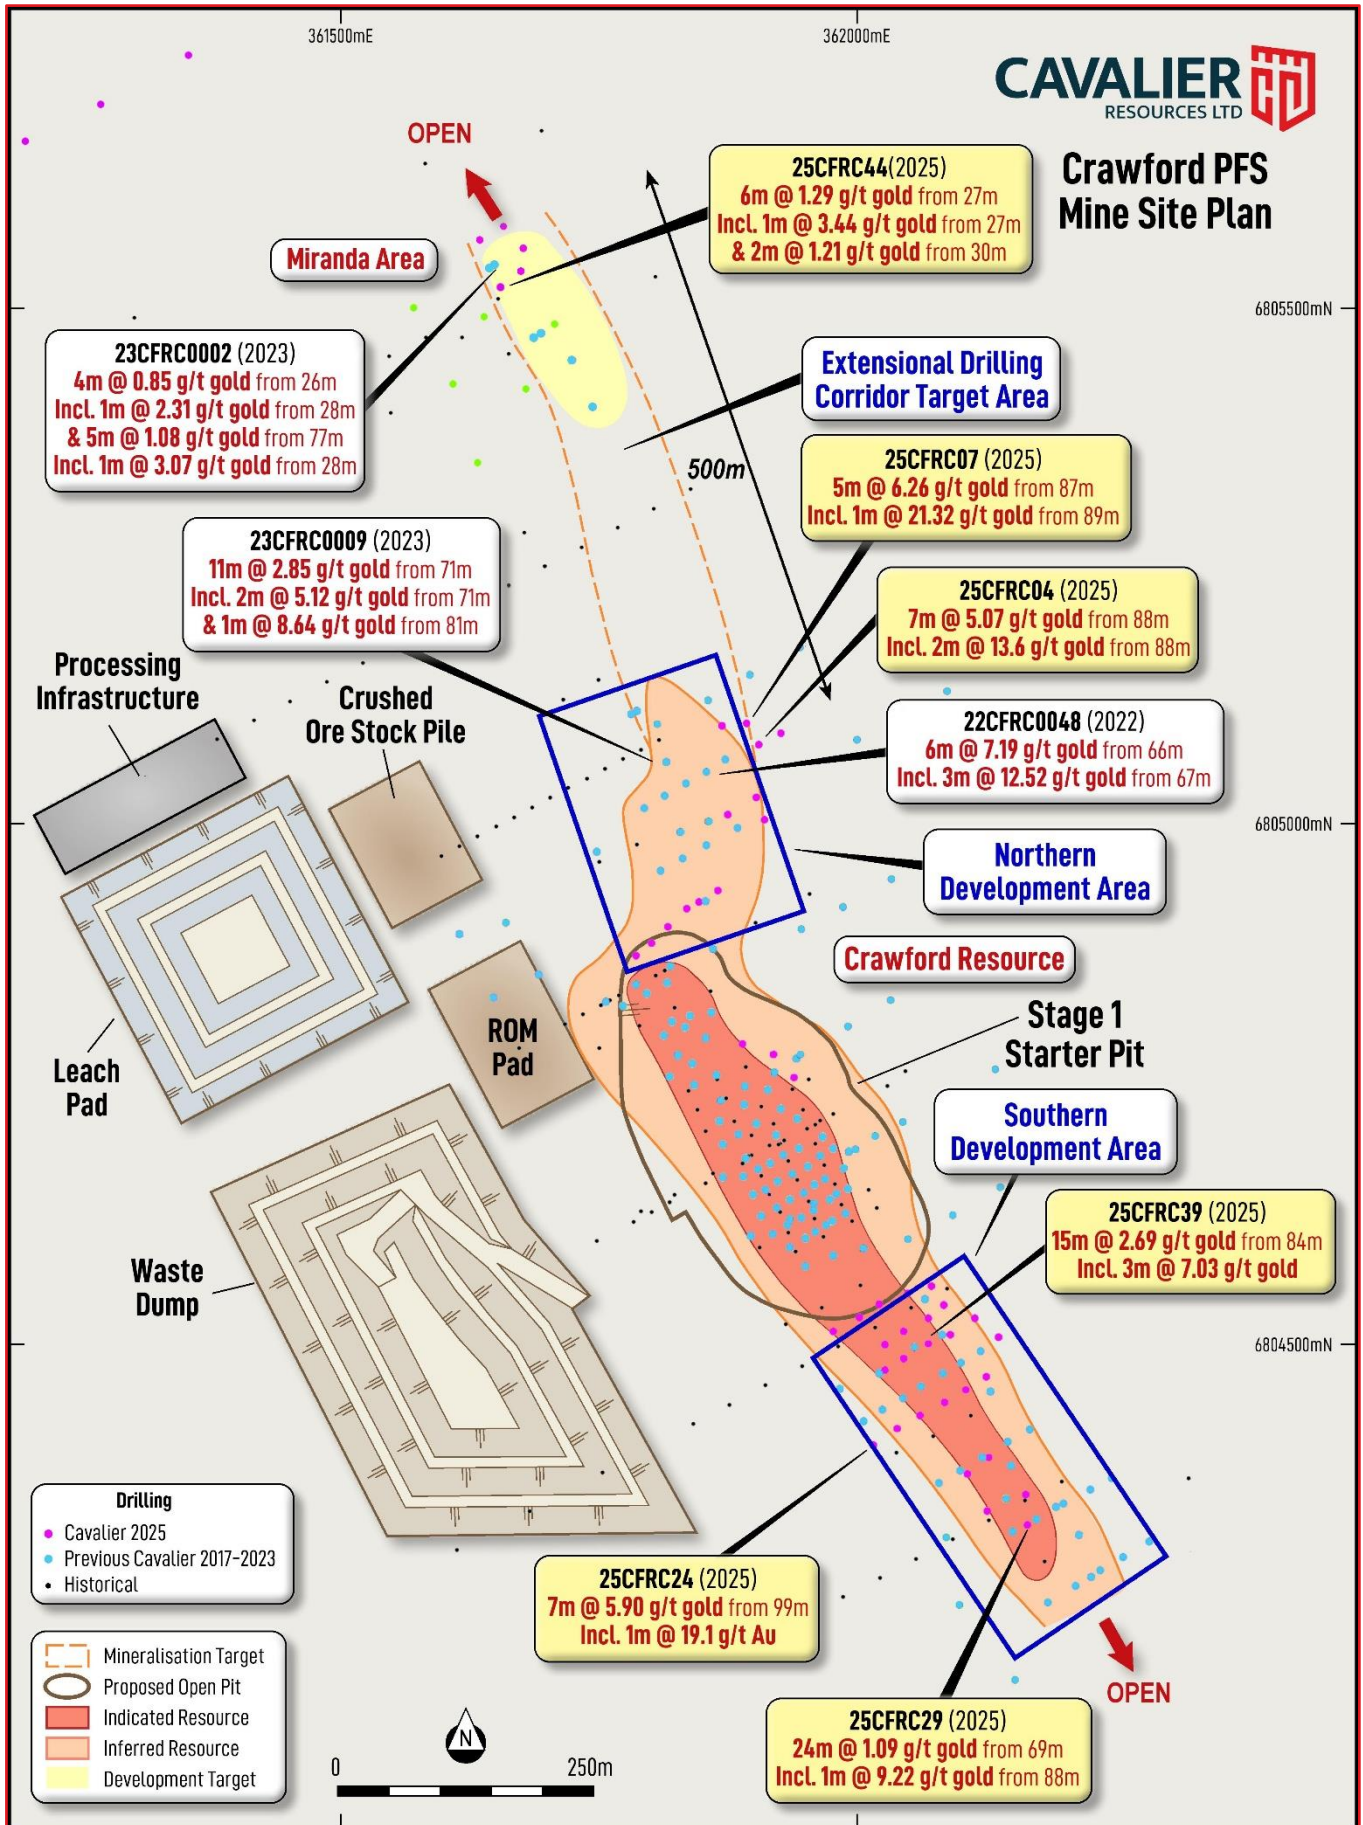 361500mE
362000mE
CAVALIER
RESOURCES LTD
Crawford PFS
Mine Site Plan
OPEN
25CFRC44(2025)
6m @ 1.29 g/t gold from 27m
Incl. 1m @ 3.44 g/t gold from 27m
& 2m @ 1.21 g/t gold from 30m
Miranda Area
6805500mN
23CFRC0002 (2023)
4m @ 0.85 g/t gold from 26m
Incl. 1m @ 2.31 g/t gold from 28m
& 5m @ 1.08 g/t gold from 77m
Incl. 1m @ 3.07 g/t gold from 28m
Extensional Drilling
Corridor Target Area
500m
25CFRC07 (2025)
5m @ 6.26 g/t gold from 87m
Incl. 1m @ 21.32 g/t gold from 89m
23CFRC0009 (2023)
11m @ 2.85 g/t gold from 71m
Incl. 2m @ 5.12 g/t gold from 71m
& 1m @ 8.64 g/t gold from 81m
25CFRC04 (2025)
7m @ 5.07 g/t gold from 88m
Incl. 2m @ 13.6 g/t gold from 88m
Processing
Infrastructure
Crushed
Ore Stock Pile
22CFRC0048 (2022)
6m @ 7.19 g/t gold from 66m
Incl. 3m @ 12.52 g/t gold from 67m
6805000mN
Northern
Development Area
Crawford Resource
Stage 1
Starter Pit
ROM
Pad
Leach
Pad
Southern
Development Area
25CFRC39 (2025)
15m @ 2.69 g/t gold from 84m
Incl. 3m @ 7.03 g/t gold
Waste
Dump
6804500mN
Drilling
Cavalier 2025
Previous Cavalier 2017-2023
Historical
25CFRC24 (2025)
7m @ 5.90 g/t gold from 99m
Incl. 1m @ 19.1 g/t Au
OPEN
Mineralisation Target
Proposed Open Pit
Indicated Resource
Inferred Resource
Development Target
N
0
250m
25CFRC29 (2025)
24m @ 1.09 g/t gold from 69m
Incl. 1m @ 9.22 g/t gold from 88m